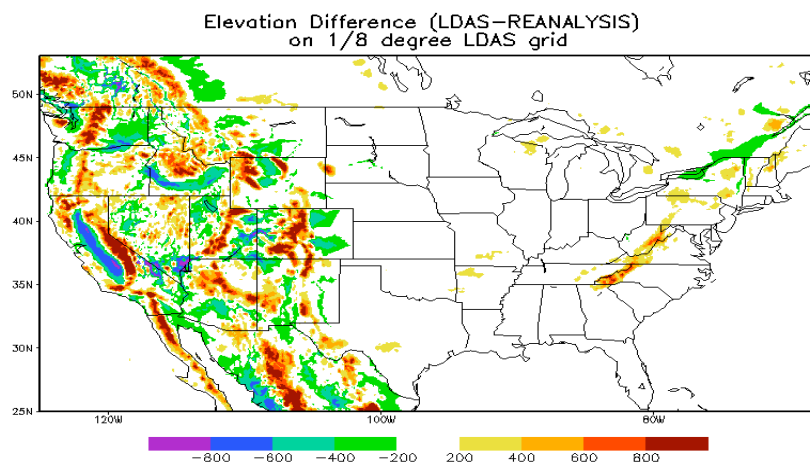 Elevation Difference (LDAS-REANALYSIS)
on 1/8 degree LDAS grid
50N
45N
40N
35N
30N
25N
120W
100W
80W
-800 -600 -400 -200 200 400 600 800